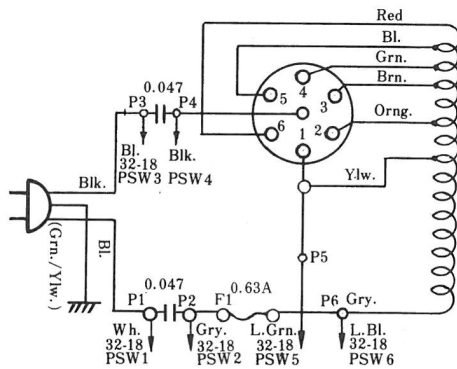 Red
Bl.
Grn.
Brn.
Orng.
Ylw.
4
5
3
6
2
1
0.047
P3
P4
Bl.
32-18
PSW3
Blk.
PSW4
Blk.
Bl.
(Grn./Ylw.)
P5
0.047
0.63A
P1
P2
F1
P6
Gry.
Wh.
32-18
PSW1
Gry.
32-18
PSW2
L.Grn.
32-18
PSW5
L.Bl.
32-18
PSW6